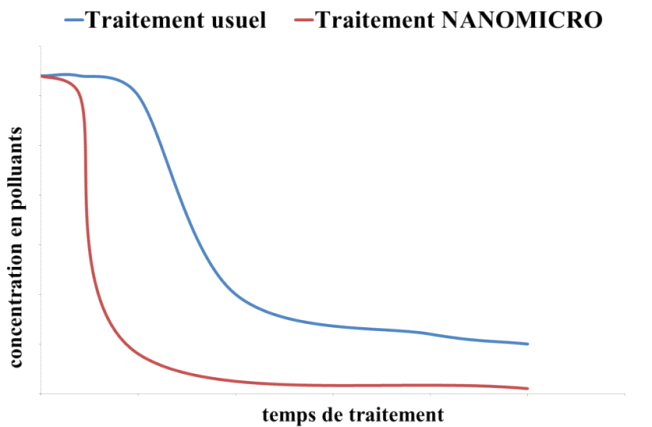 Traitement usuel
Traitement NANOMICRO
concentration en polluants
temps de traitement